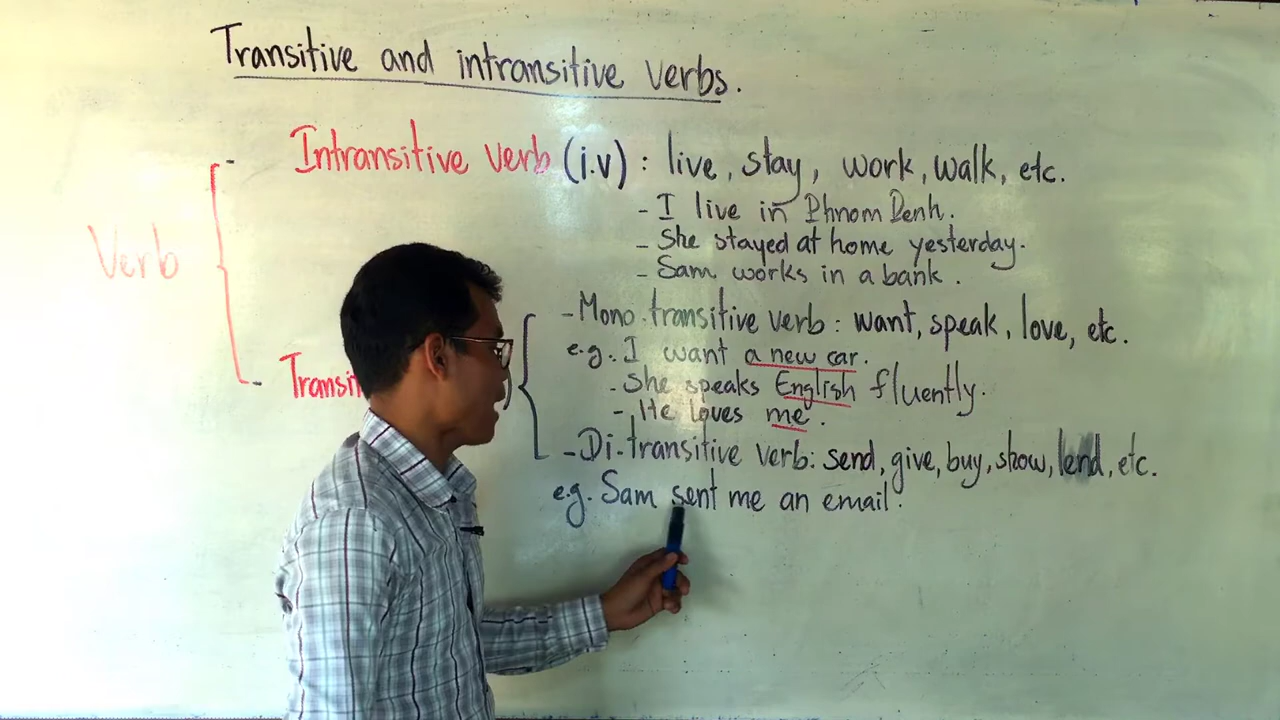 Transitive and intransitive verbs.
Intransitive verb (i.v) : live, stay, work, walk, etc.
- I live in Phnom Penh.
- She stayed at home yesterday.
- Sam works in a bank.
Verb
- Mono.transitive verb : want, speak, love, etc.
e.g. I want a new car.
- She speaks English fluently.
- He loves me.
- Di-transitive verb: send, give, buy, show, lend, etc.
e.g. Sam sent me an email.